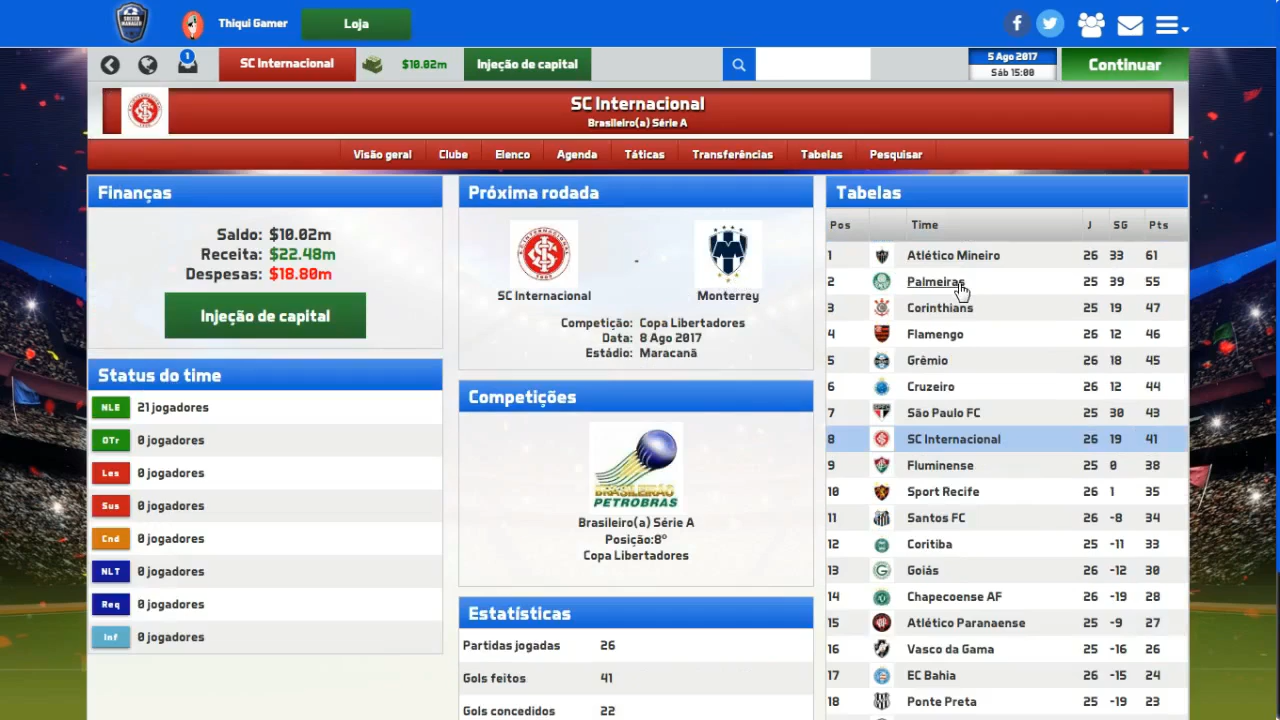 Thiqui Gamer
Loja
1
SC Internacional
$10.02m
Injeção de capital
5 Ago 2017
Sáb 15:00
Continuar
SC Internacional
Brasileiro(a) Série A
Visão geral
Clube
Elenco
Agenda
Táticas
Transferências
Tabelas
Pesquisar
Finanças
Saldo: $10.02m
Receita: $22.48m
Despesas: $18.80m
Injeção de capital
Status do time
NLE 21 jogadores
OTr 0 jogadores
Les 0 jogadores
Sus 0 jogadores
Cnd 0 jogadores
NLT 0 jogadores
Req 0 jogadores
Inf 0 jogadores
Próxima rodada
-
SC Internacional
Monterrey
Competição: Copa Libertadores
Data: 8 Ago 2017
Estádio: Maracanã
Competições
BRASILEIRÃO
PETROBRAS
Brasileiro(a) Série A
Posição:8°
Copa Libertadores
Estatísticas
Partidas jogadas 26
Gols feitos 41
Gols concedidos 22
Tabelas
Pos Time J SG Pts
1 Atlético Mineiro 26 33 61
2 Palmeiras 25 39 55
3 Corinthians 25 19 47
4 Flamengo 26 12 46
5 Grêmio 26 18 45
6 Cruzeiro 26 12 44
7 São Paulo FC 25 30 43
8 SC Internacional 26 19 41
9 Fluminense 25 0 38
10 Sport Recife 26 1 35
11 Santos FC 26 -8 34
12 Coritiba 25 -11 33
13 Goiás 26 -12 30
14 Chapecoense AF 26 -19 28
15 Atlético Paranaense 25 -9 27
16 Vasco da Gama 25 -16 26
17 EC Bahia 26 -15 24
18 Ponte Preta 25 -19 23